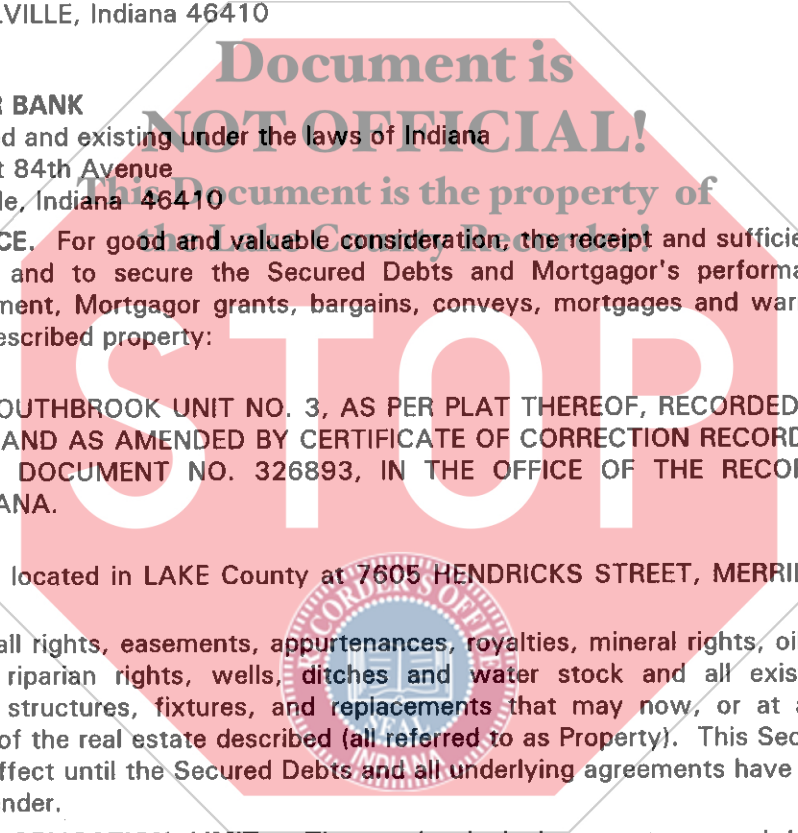 VILLE, Indiana 46410
Document is
R BANK
NOT OFFICIAL!
d and existing under the laws of Indiana
t 84th Avenue
This Document is the property of
le, Indiana 46410
the Lake County Recorder!
CE. For good and valuable consideration, the receipt and sufficie
and to secure the Secured Debts and Mortgagor's performa
ment, Mortgagor grants, bargains, conveys, mortgages and war
escribed property:
STOP
OUTHBROOK UNIT NO. 3, AS PER PLAT THEREOF, RECORDED
AND AS AMENDED BY CERTIFICATE OF CORRECTION RECORD
DOCUMENT NO. 326893, IN THE OFFICE OF THE RECO
ANA.
located in LAKE County at 7605 HENDRICKS STREET, MERRI
RECORDER'S OFFICE
all rights, easements, appurtenances, royalties, mineral rights, oi
riparian rights, wells, ditches and water stock and all exis
structures, fixtures, and replacements that may now, or at a
SEAL
of the real estate described (all referred to as Property). This Sec
INDIANA
ffect until the Secured Debts and all underlying agreements have
nder.